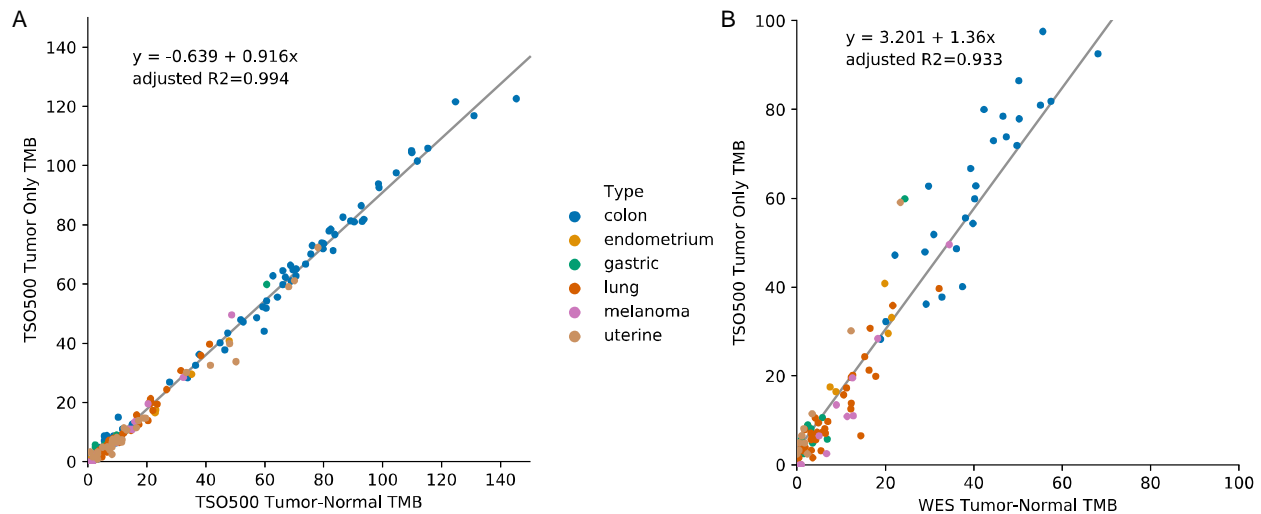 A
y = -0.639 + 0.916x
adjusted R2=0.994
TSO500 Tumor Only TMB
140
120
100
80
60
40
20
0
0 20 40 60 80 100 120 140
TSO500 Tumor-Normal TMB
Type
colon
endometrium
gastric
lung
melanoma
uterine
B
y = 3.201 + 1.36x
adjusted R2=0.933
TSO500 Tumor Only TMB
100
80
60
40
20
0
0 20 40 60 80 100
WES Tumor-Normal TMB